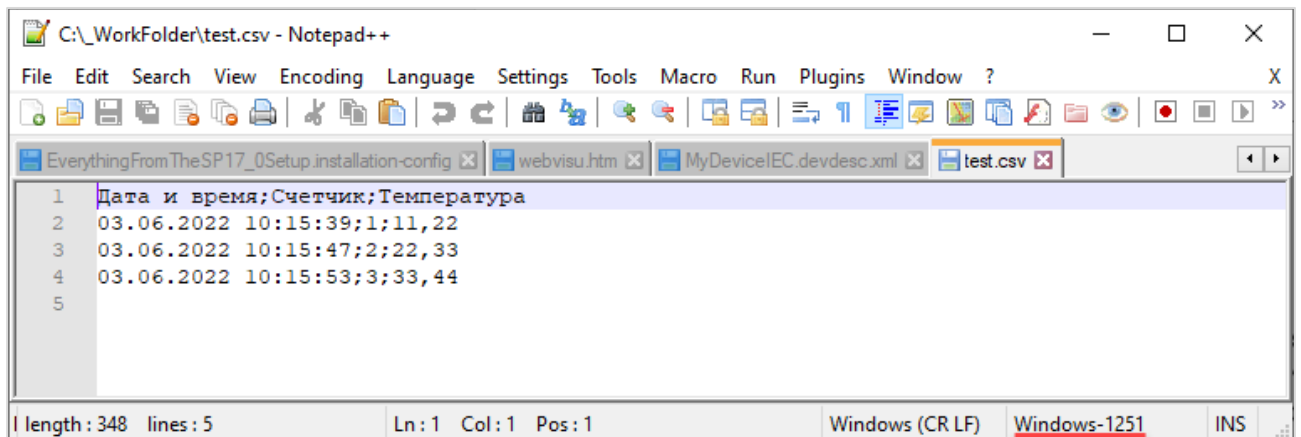 C:\_WorkFolder\test.csv - Notepad++
File Edit Search View Encoding Language Settings Tools Macro Run Plugins Window ? X
EverythingFromTheSP17_0Setup.installation-config webvisu.htm MyDeviceIEC.devdesc.xml test.csv
1 Дата и время;Счетчик;Температура
2 03.06.2022 10:15:39;1;11,22
3 03.06.2022 10:15:47;2;22,33
4 03.06.2022 10:15:53;3;33,44
5
length : 348 lines : 5 Ln : 1 Col : 1 Pos : 1 Windows (CR LF) Windows-1251 INS